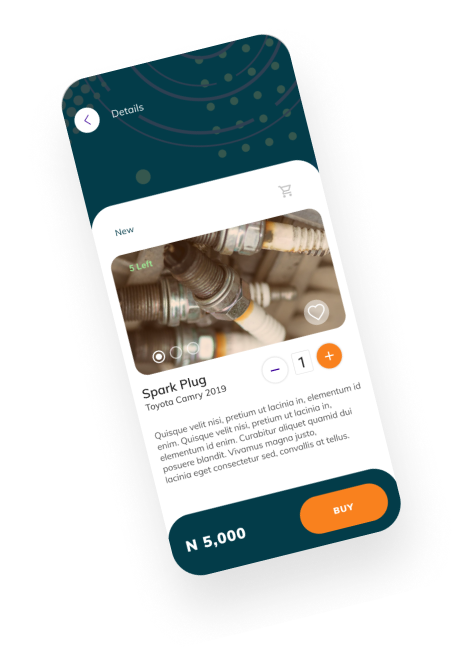 Details
New
5 Left
Spark Plug
Toyota Camry 2019
1
Quisque velit nisi, pretium ut lacinia in, elementum id
enim. Quisque velit nisi, pretium ut lacinia in,
elementum id enim. Curabitur aliquet quamid dui
posuere blandit. Vivamus magna justo,
lacinia eget consectetur sed, convallis at tellus.
N 5,000
BUY